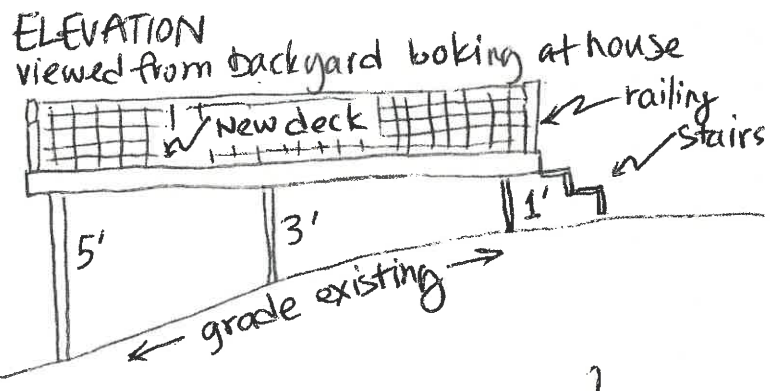 ELEVATION
viewed from backyard boking at house
railing
New deck
stairs
5'
3'
1'
grade existing